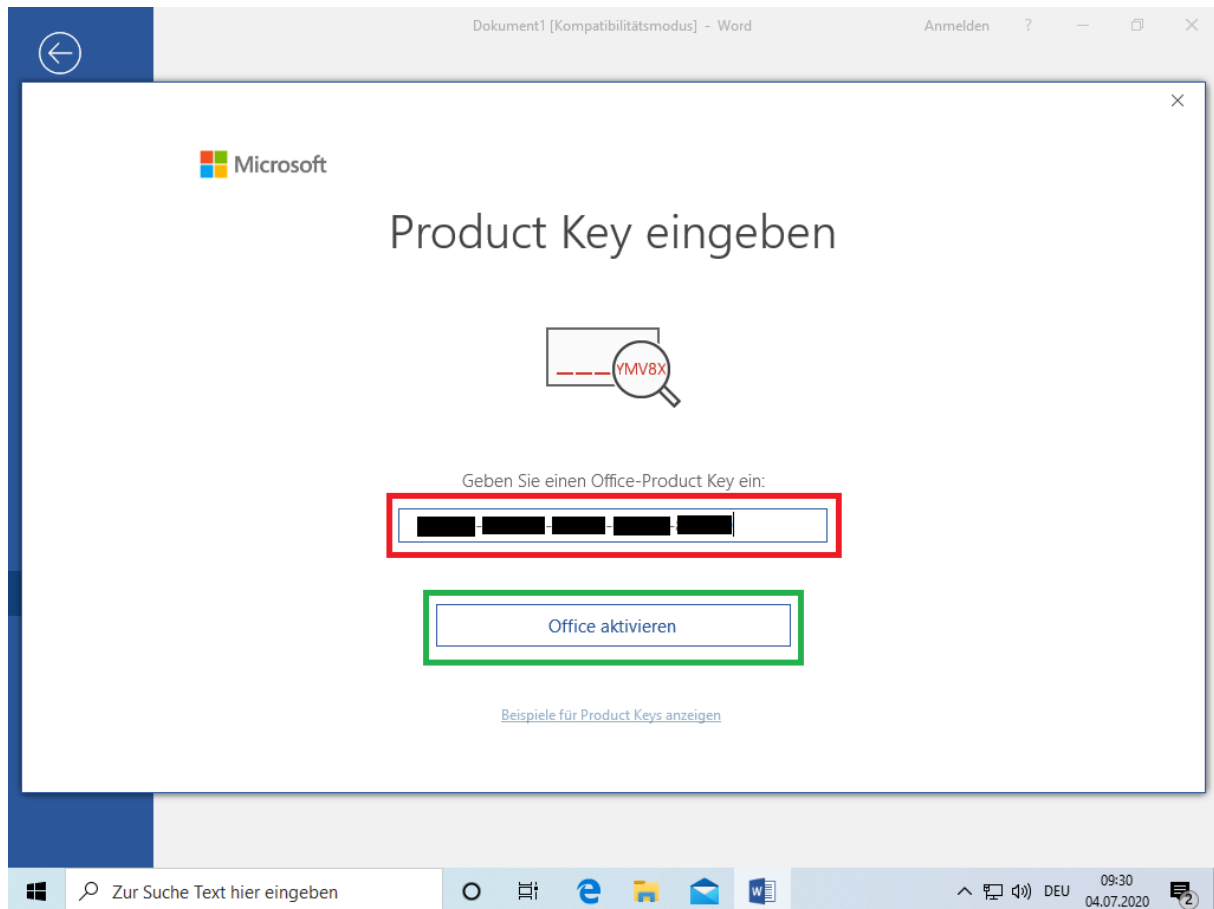 Dokument1 [Kompatibilitätsmodus] - Word
Anmelden ?
Microsoft
Product Key eingeben
YMV8X
Geben Sie einen Office-Product Key ein:
Office aktivieren
Beispiele für Product Keys anzeigen
Zur Suche Text hier eingeben
DEU
09:30
04.07.2020
2